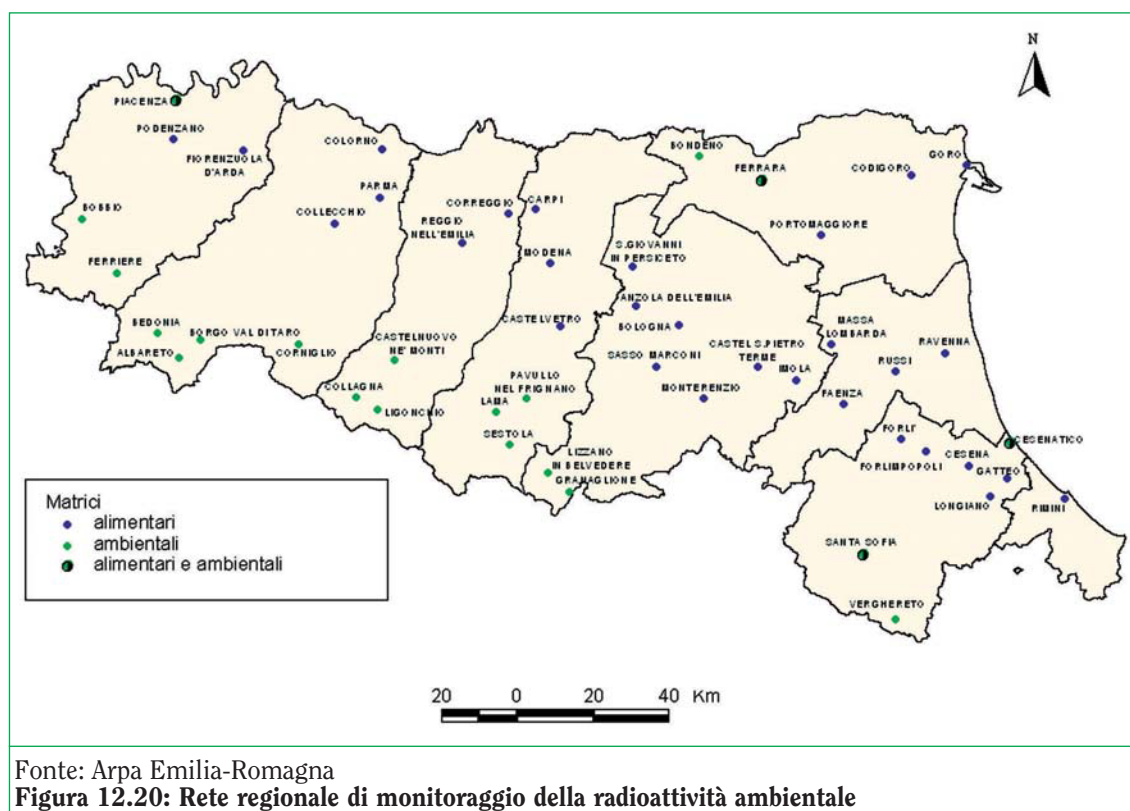 N
PIACENZA
PODENZANO
FIORENZUOLA
D'ARDA
BOBBIO
FERRIERE
COLORNO
PARMA
COLLECCHIO
BEDONIA
BORGO VAL DI TARO
ALBARETO
CORNIGLIO
CORREGGIO
REGGIO
NELL'EMILIA
CASTELNUOVO
NE' MONTI
COLLAGNA
LIGONCHIO
CARPI
MODENA
CASTELVETRO
PAVULLO
NEL FRIGNANO
LAMA
SESTOLA
LIZZANO
IN BELVEDERE
GRANAGLIONE
BONDENO
FERRARA
CODIGORO
GORO
PORTOMAGGIORE
S.GIOVANNI
IN PERSICETO
ANZOLA DELL'EMILIA
BOLOGNA
SASSO MARCONI
CASTEL S.PIETRO
TERME
IMOLA
MONTERENZIO
MASSA
LOMBARDA
RUSSI
RAVENNA
FAENZA
FORLI'
FORLIMPOPOLI
CESENA
CESENATICO
GATTEO
LONGIANO
RIMINI
SANTA SOFIA
VERGHERETO
Matrici
alimentari
ambientali
alimentari e ambientali
20 0 20 40 Km
Fonte: Arpa Emilia-Romagna
Figura 12.20: Rete regionale di monitoraggio della radioattività ambientale